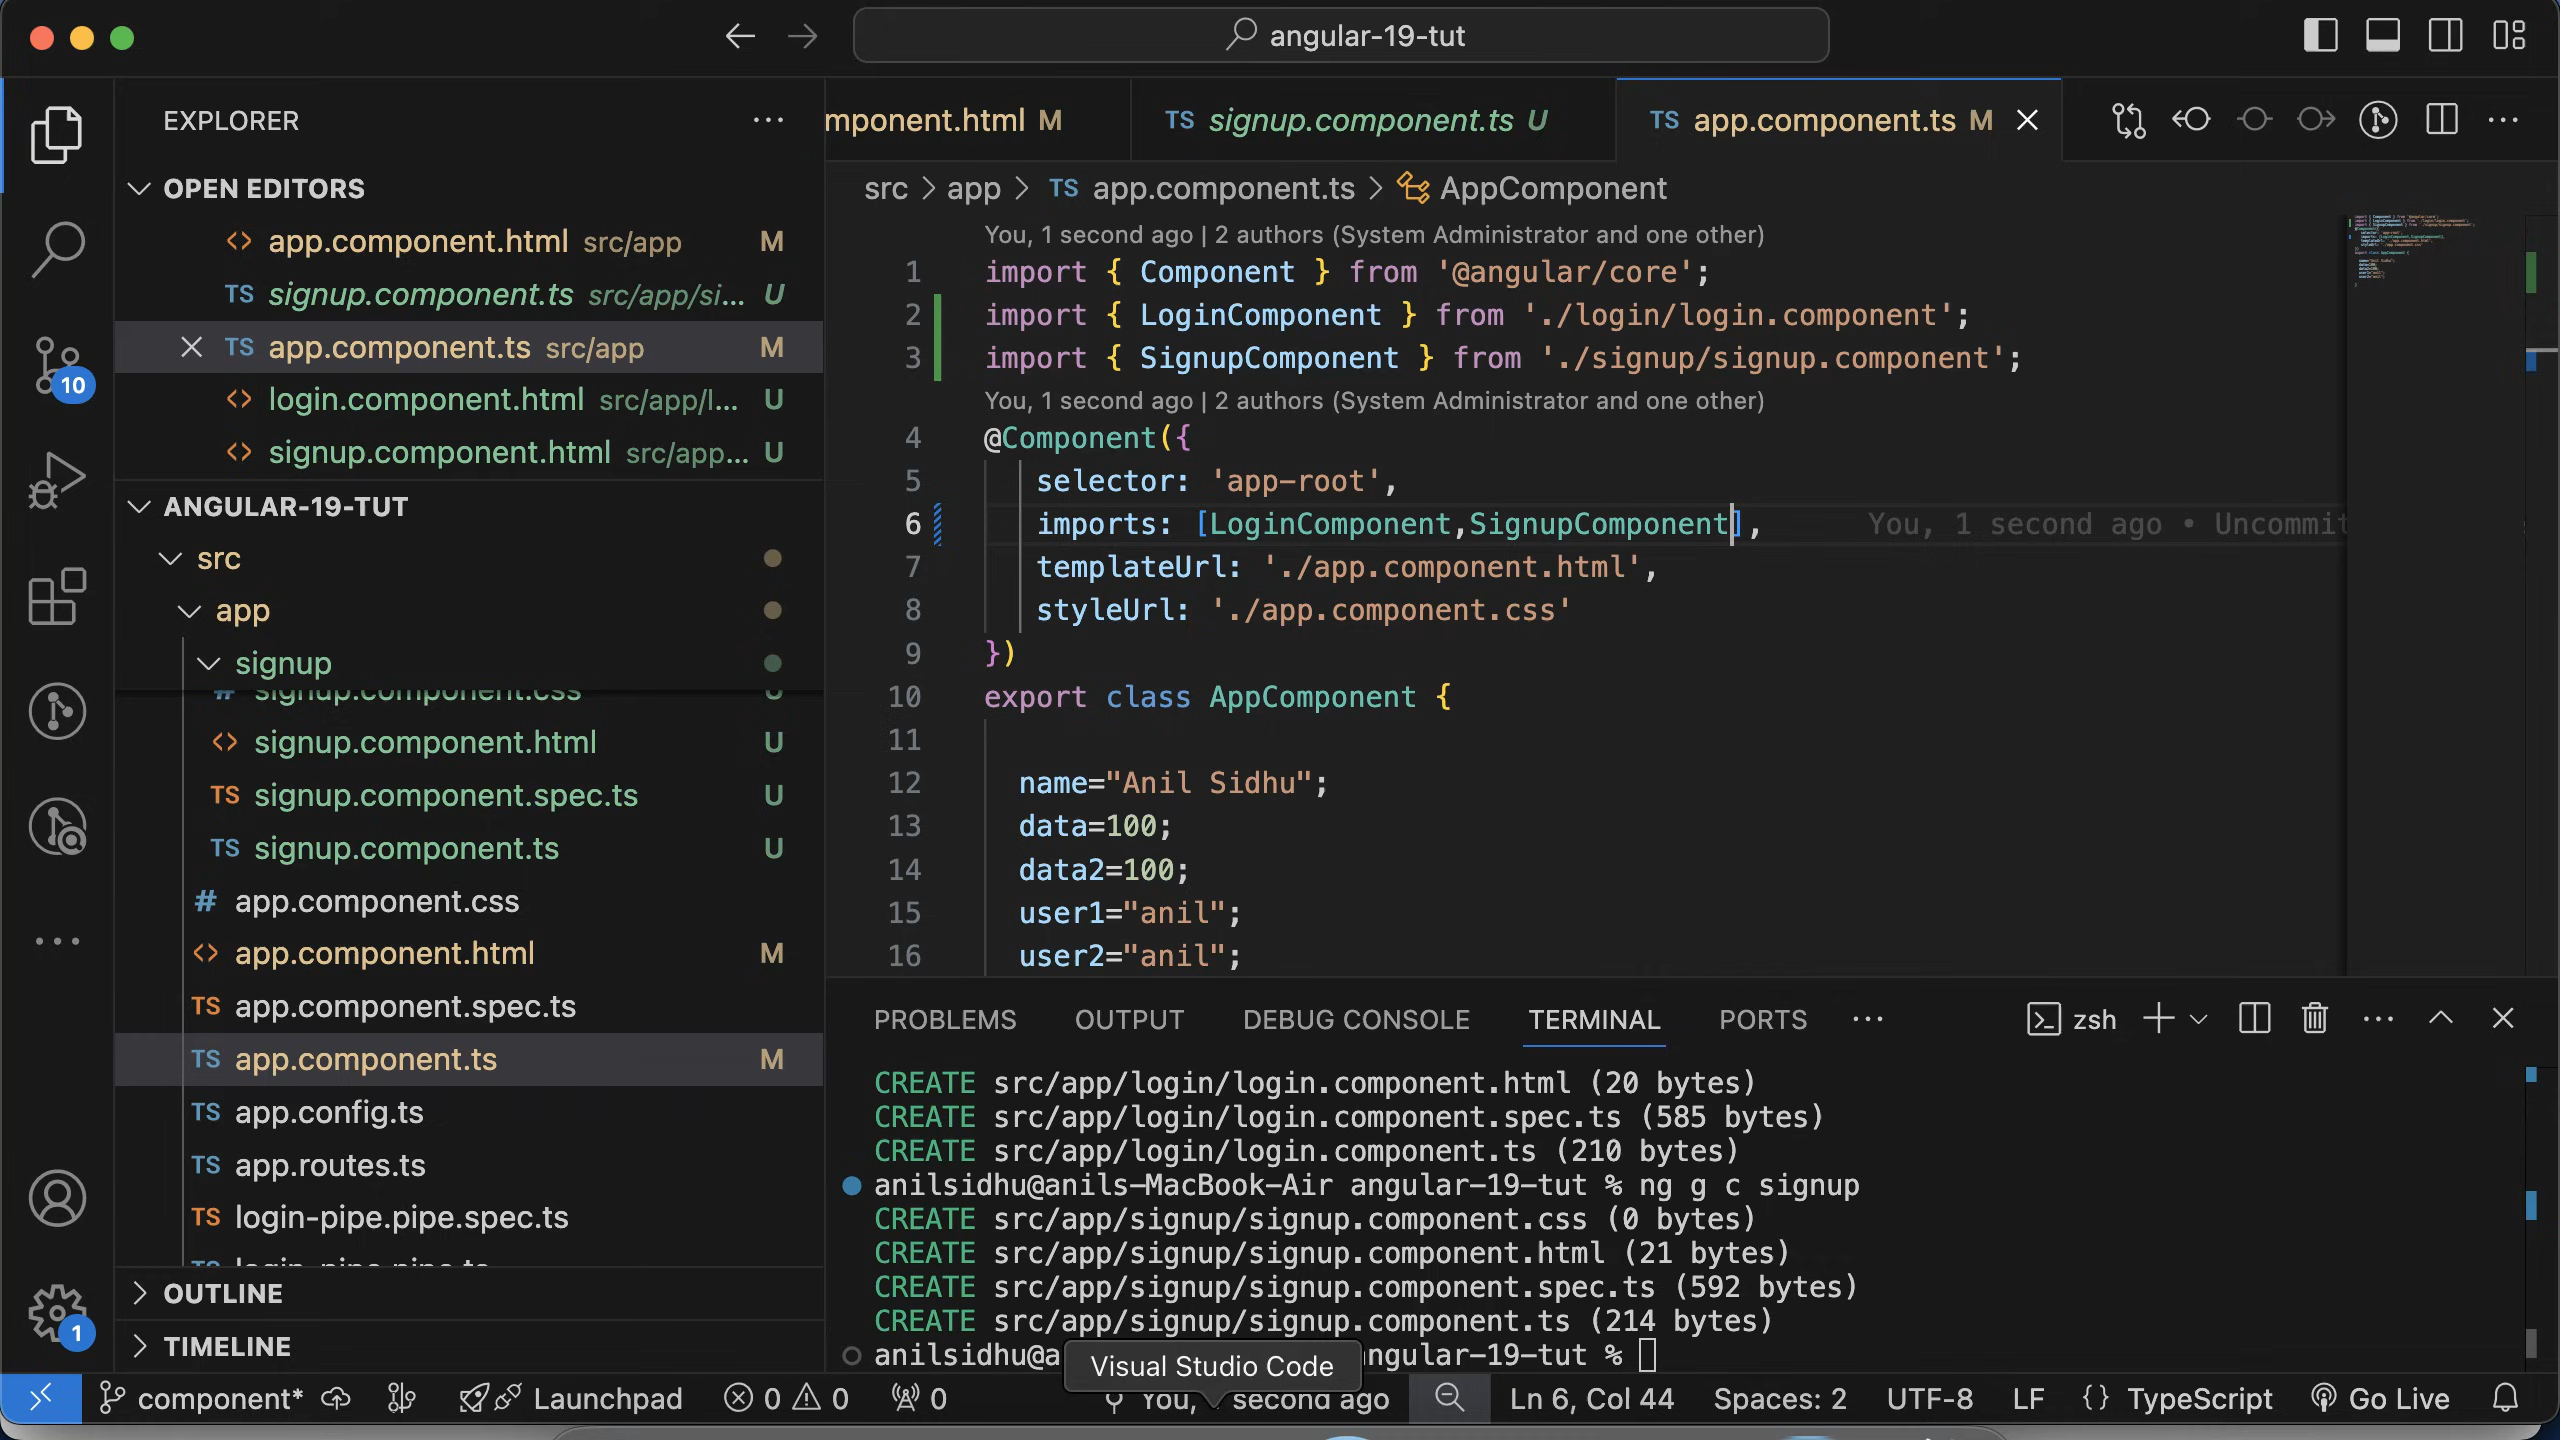 angular-19-tut
EXPLORER
OPEN EDITORS
app.component.html src/app M
signup.component.ts src/app/si... U
app.component.ts src/app M
login.component.html src/app/l... U
signup.component.html src/app... U
ANGULAR-19-TUT
src
app
signup
signup.component.css U
signup.component.html U
signup.component.spec.ts U
signup.component.ts U
app.component.css
app.component.html M
app.component.spec.ts
app.component.ts M
app.config.ts
app.routes.ts
login-pipe.pipe.spec.ts
login-pipe.pipe.ts
OUTLINE
TIMELINE
10
1
mponent.html M
TS signup.component.ts U
TS app.component.ts M
src > app > TS app.component.ts > AppComponent
You, 1 second ago | 2 authors (System Administrator and one other)
1 import { Component } from '@angular/core';
2 import { LoginComponent } from './login/login.component';
3 import { SignupComponent } from './signup/signup.component';
You, 1 second ago | 2 authors (System Administrator and one other)
4 @Component({
5 selector: 'app-root',
6 imports: [LoginComponent,SignupComponent], You, 1 second ago • Uncommit
7 templateUrl: './app.component.html',
8 styleUrl: './app.component.css'
9 })
10 export class AppComponent {
11
12 name="Anil Sidhu";
13 data=100;
14 data2=100;
15 user1="anil";
16 user2="anil";
PROBLEMS OUTPUT DEBUG CONSOLE TERMINAL PORTS ... zsh
CREATE src/app/login/login.component.html (20 bytes)
CREATE src/app/login/login.component.spec.ts (585 bytes)
CREATE src/app/login/login.component.ts (210 bytes)
anilsidhu@anils-MacBook-Air angular-19-tut % ng g c signup
CREATE src/app/signup/signup.component.css (0 bytes)
CREATE src/app/signup/signup.component.html (21 bytes)
CREATE src/app/signup/signup.component.spec.ts (592 bytes)
CREATE src/app/signup/signup.component.ts (214 bytes)
anilsidhu@a ngular-19-tut %
Visual Studio Code
component* Launchpad 0 0 0 You, second ago Ln 6, Col 44 Spaces: 2 UTF-8 LF {} TypeScript Go Live